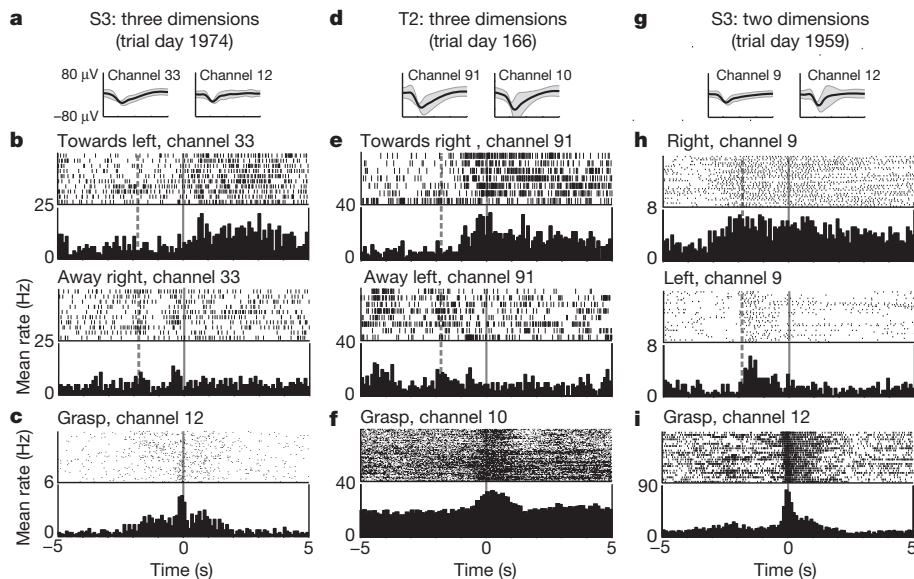 a S3: three dimensions (trial day 1974)
80 µV
−80 µV
Channel 33
Channel 12
d T2: three dimensions (trial day 166)
Channel 91
Channel 10
g S3: two dimensions (trial day 1959)
Channel 9
Channel 12
b Towards left, channel 33
25
0
Away right, channel 33
25
0
Mean rate (Hz)
c Grasp, channel 12
6
0
Mean rate (Hz)
−5 0 5
Time (s)
e Towards right , channel 91
40
0
Away left, channel 91
40
0
f Grasp, channel 10
40
0
0 5
Time (s)
h Right, channel 9
8
0
Left, channel 9
8
0
i Grasp, channel 12
90
0
−5 0 5
Time (s)